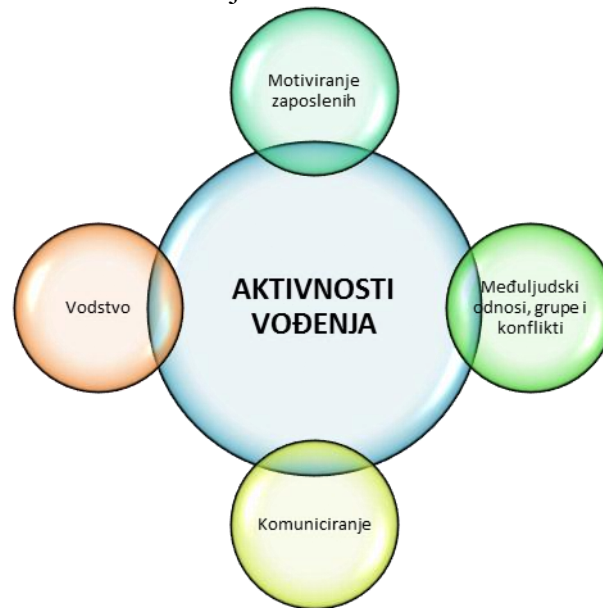 Motiviranje
zaposlenih
AKTIVNOSTI
VOĐENJA
Vodstvo
Međuljudski
odnosi, grupe i
konflikti
Komuniciranje